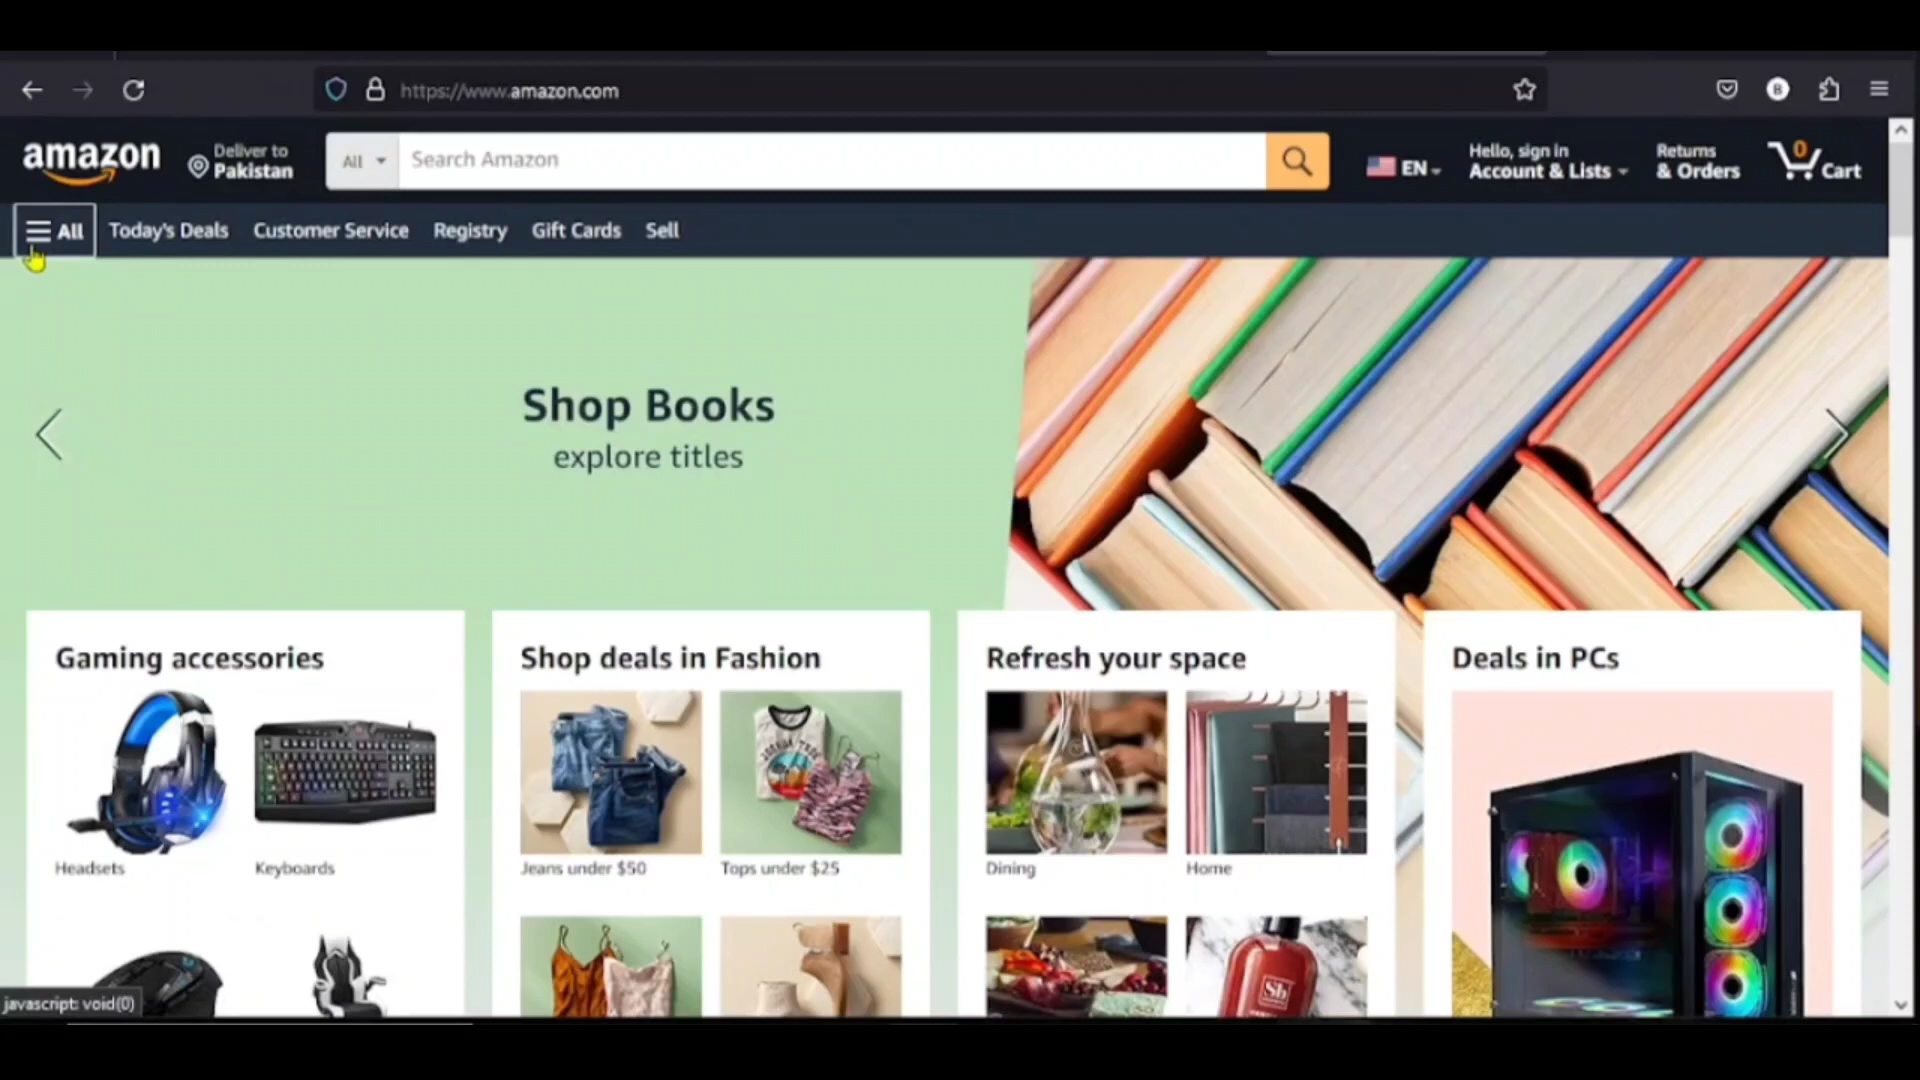 https://www.amazon.com
amazon
Deliver to
Pakistan
All
Search Amazon
EN
Hello, sign in
Account & Lists
Returns
& Orders
0
Cart
All
Today's Deals
Customer Service
Registry
Gift Cards
Sell
Shop Books
explore titles
Gaming accessories
Headsets
Keyboards
Shop deals in Fashion
Jeans under $50
Tops under $25
Refresh your space
Dining
Home
Sb
Deals in PCs
javascript: void(0)